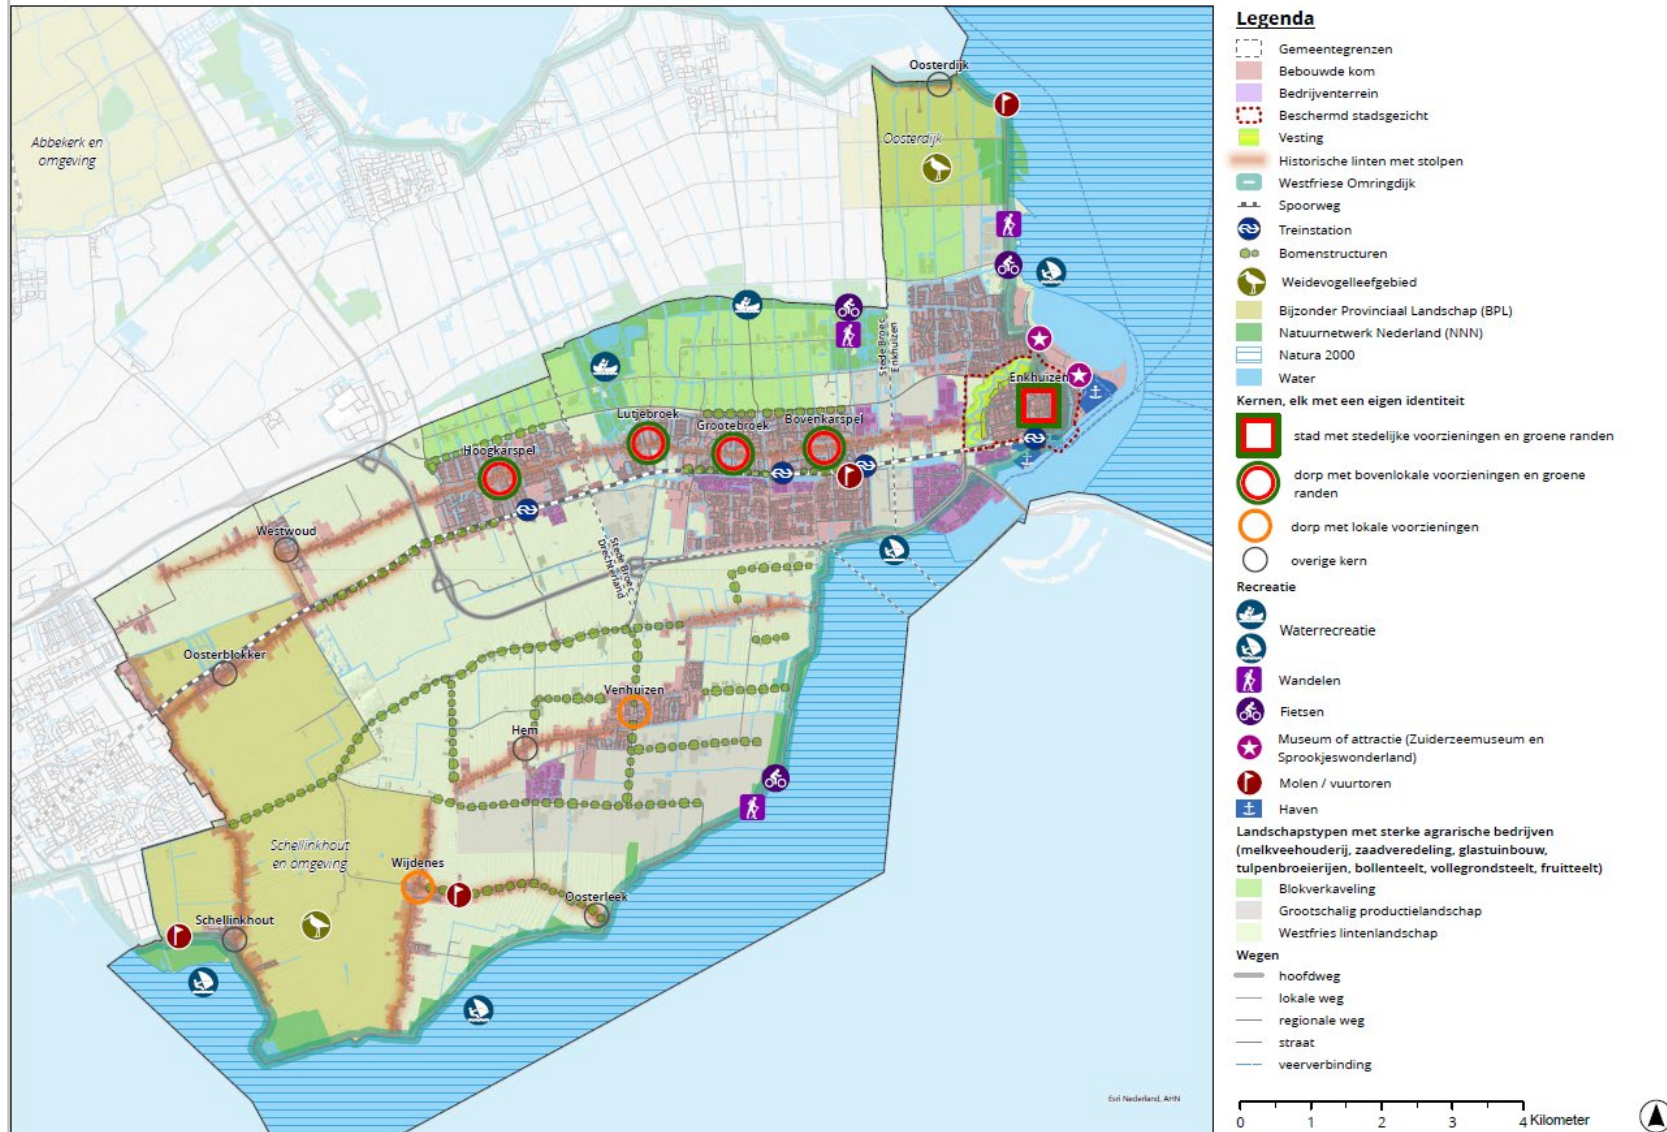 Oosterdijk
Abbekerk en
omgeving
Oosterdijk
Stede Broec
Enkhuizen
Enkhuizen
Lutjebroek
Grootebroek
Bovenkarspel
Hoogkarspel
Westwoud
Stede Broec
Drechterland
Oosterblokker
Venhuizen
Hem
Schellinkhout
en omgeving
Wijdenes
Oosterleek
Schellinkhout
Esri Nederland, AHN
Legenda
Gemeentegrenzen
Bebouwde kom
Bedrijventerrein
Beschermd stadsgezicht
Vesting
Historische linten met stolpen
Westfriese Omringdijk
Spoorweg
Treinstation
Bomenstructuren
Weidevogelleefgebied
Bijzonder Provinciaal Landschap (BPL)
Natuurnetwerk Nederland (NNN)
Natura 2000
Water
Kernen, elk met een eigen identiteit
stad met stedelijke voorzieningen en groene randen
dorp met bovenlokale voorzieningen en groene
randen
dorp met lokale voorzieningen
overige kern
Recreatie
Waterrecreatie
Wandelen
Fietsen
Museum of attractie (Zuiderzeemuseum en
Sprookjeswonderland)
Molen / vuurtoren
Haven
Landschapstypen met sterke agrarische bedrijven
(melkveehouderij, zaadveredeling, glastuinbouw,
tulpenbroeierijen, bollenteelt, vollegrondsteelt, fruitteelt)
Blokverkaveling
Grootschalig productielandschap
Westfries lintenlandschap
Wegen
hoofdweg
lokale weg
regionale weg
straat
veerverbinding
0 1 2 3 4 Kilometer